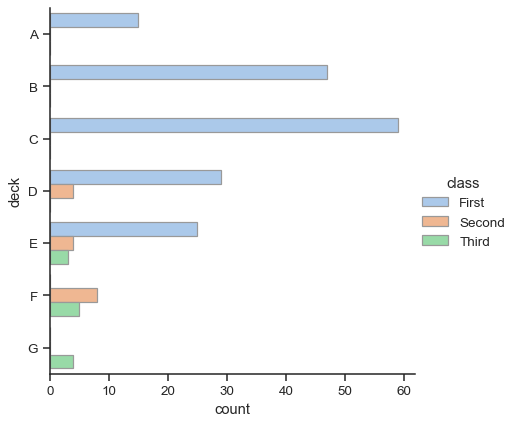 A
B
C
D
E
F
G
deck
0 10 20 30 40 50 60
count
class
First
Second
Third